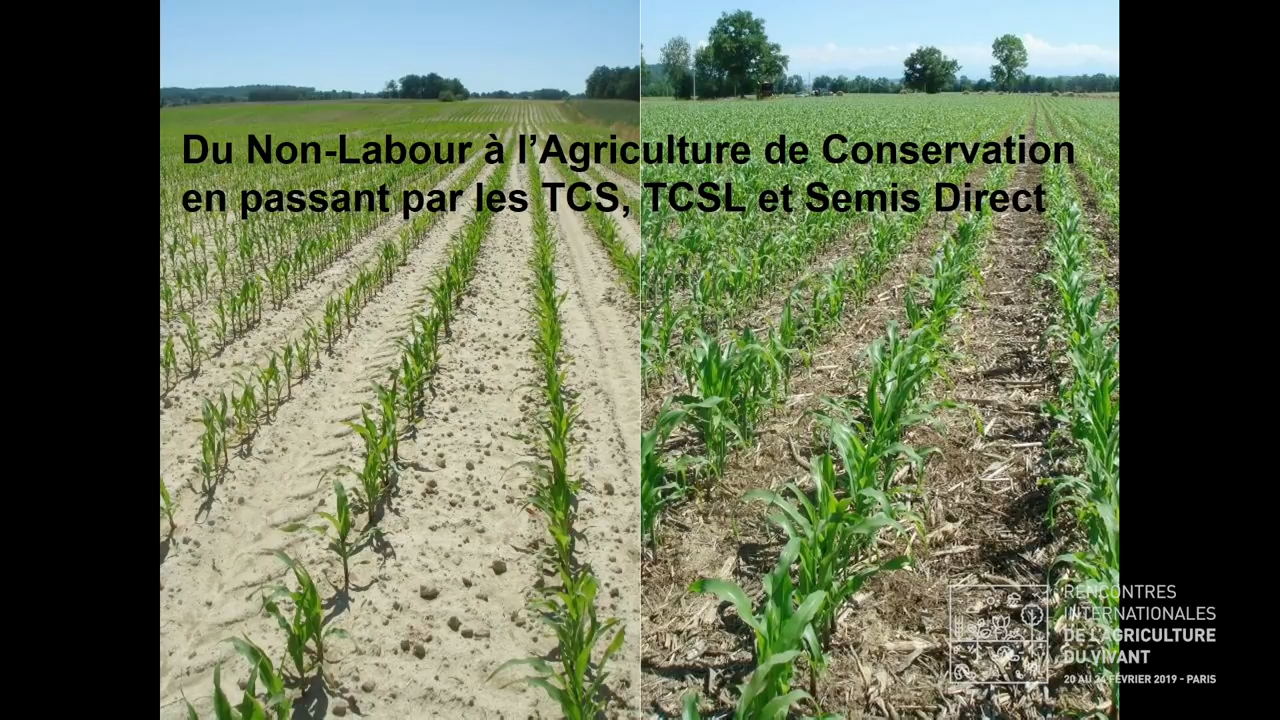 Du Non-Labour à l’Agriculture de Conservation
en passant par les TCS, TCSL et Semis Direct
RENCONTRES
INTERNATIONALES
DE L'AGRICULTURE
DU VIVANT
20 AU 24 FÉVRIER 2019 - PARIS